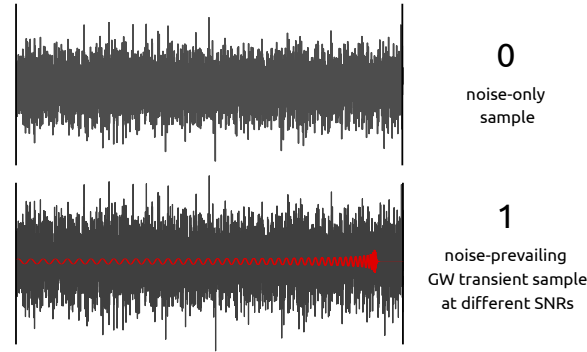 0
noise-only
sample
1
noise-prevailing
GW transient sample
at different SNRs